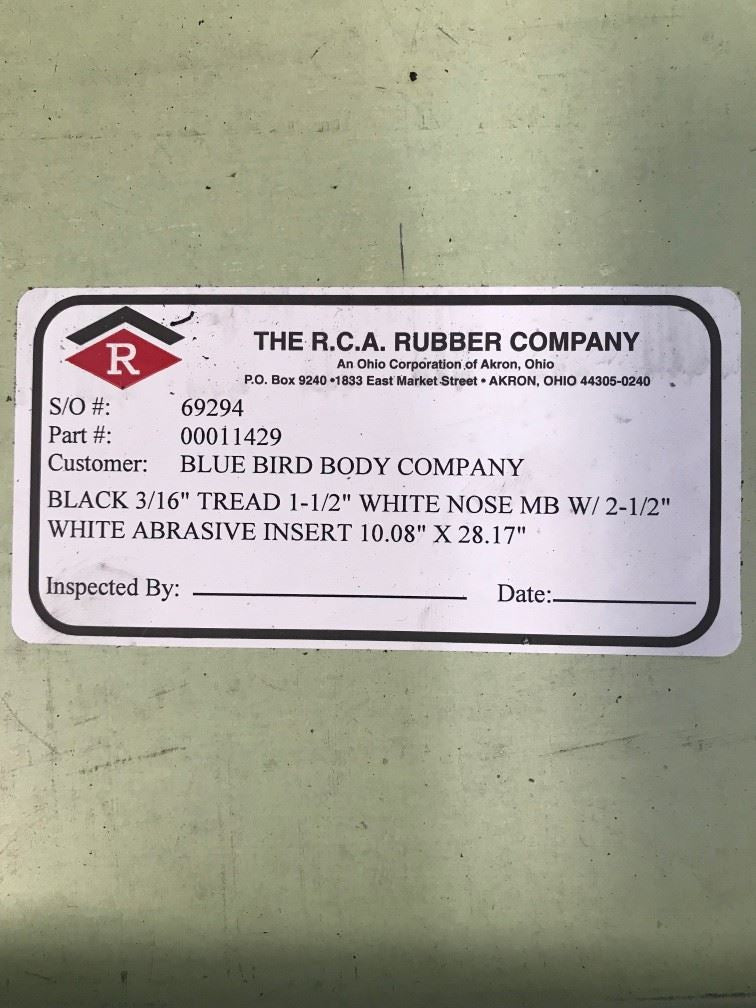 R
THE R.C.A. RUBBER COMPANY
An Ohio Corporation of Akron, Ohio
P.O. Box 9240 •1833 East Market Street • AKRON, OHIO 44305-0240
S/O #: 69294
Part #: 00011429
Customer: BLUE BIRD BODY COMPANY
BLACK 3/16" TREAD 1-1/2" WHITE NOSE MB W/ 2-1/2"
WHITE ABRASIVE INSERT 10.08" X 28.17"
Inspected By: Date: